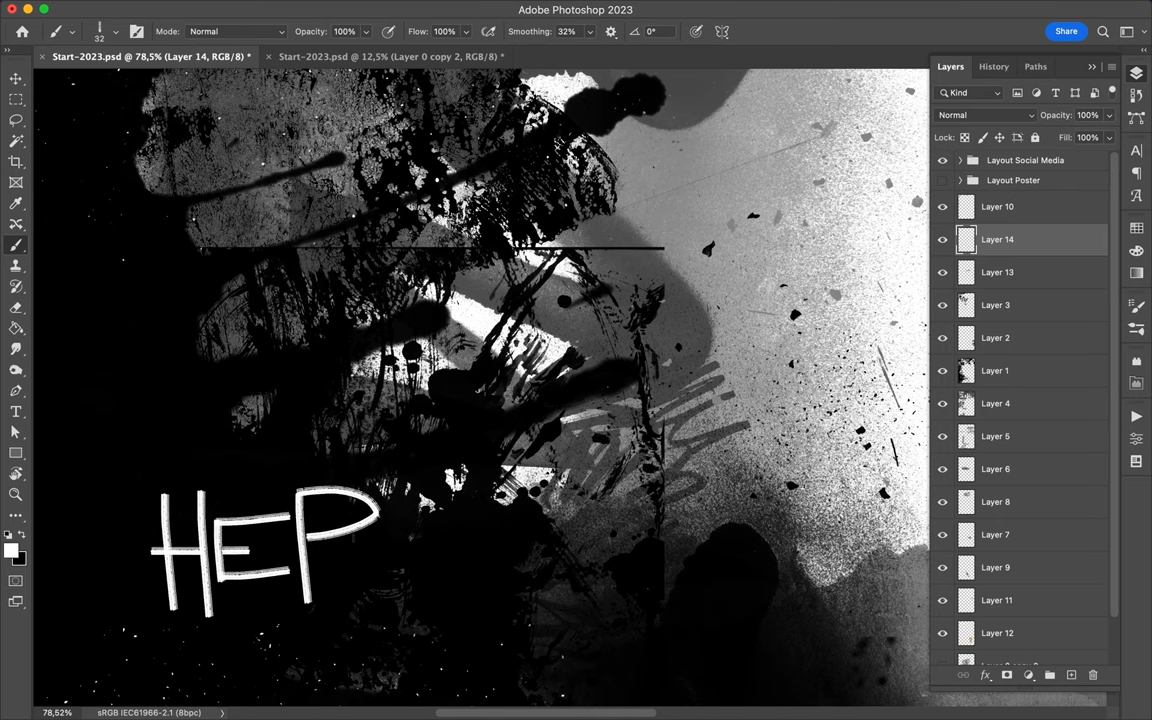 Adobe Photoshop 2023
32
Mode: Normal
Opacity: 100%
Flow: 100%
Smoothing: 32%
0°
Share
Start-2023.psd @ 78,5% (Layer 14, RGB/8) *
Start-2023.psd @ 12,5% (Layer 0 copy 2, RGB/8) *
Layers
History
Paths
Kind
Normal
Opacity: 100%
Lock:
Fill: 100%
Layout Social Media
Layout Poster
Layer 10
Layer 14
Layer 13
Layer 3
Layer 2
Layer 1
Layer 4
Layer 5
Layer 6
Layer 8
Layer 7
Layer 9
Layer 11
Layer 12
HEP
78,52%
sRGB IEC61966-2.1 (8bpc)